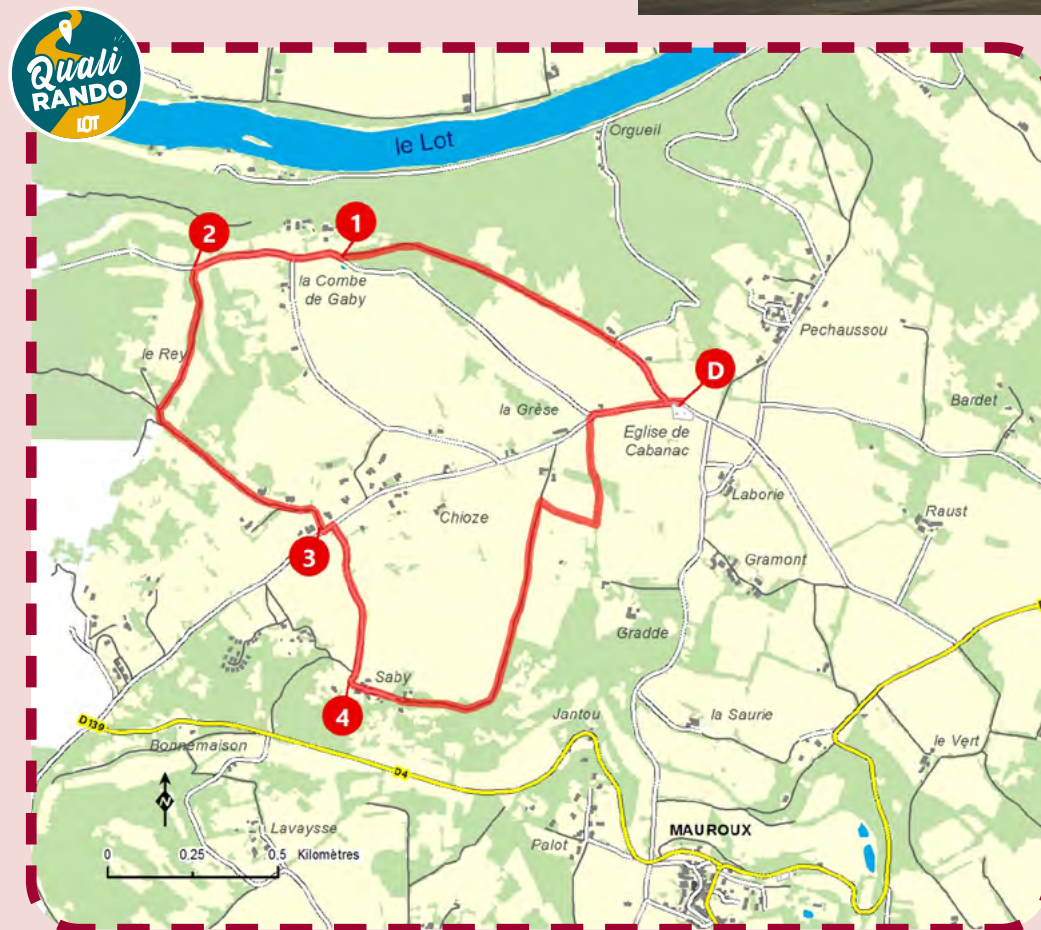 Quali
RANDO
LOT
le Lot
Orgueil
1
2
la Combe
de Gaby
Pechaussou
le Rey
D
Bardet
la Grèse
Eglise de
Cabanac
Laborie
Chioze
Raust
3
Gramont
Gradde
Saby
4
Jantou
la Saurie
D139
Bonnemaison
le Vert
D4
N
Lavaysse
MAUROUX
Palot
0 0,25 0,5 Kilomètres